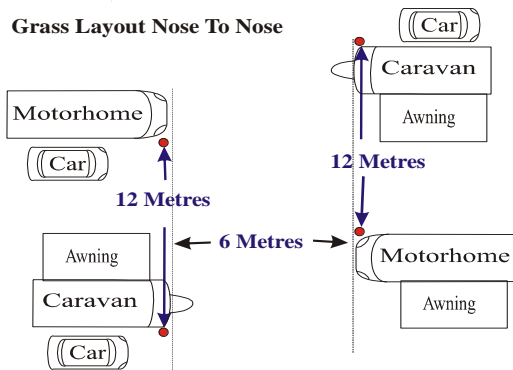 Grass Layout Nose To Nose
Car
Caravan
Awning
Motorhome
Car
12 Metres
12 Metres
6 Metres
Awning
Caravan
Car
Motorhome
Awning